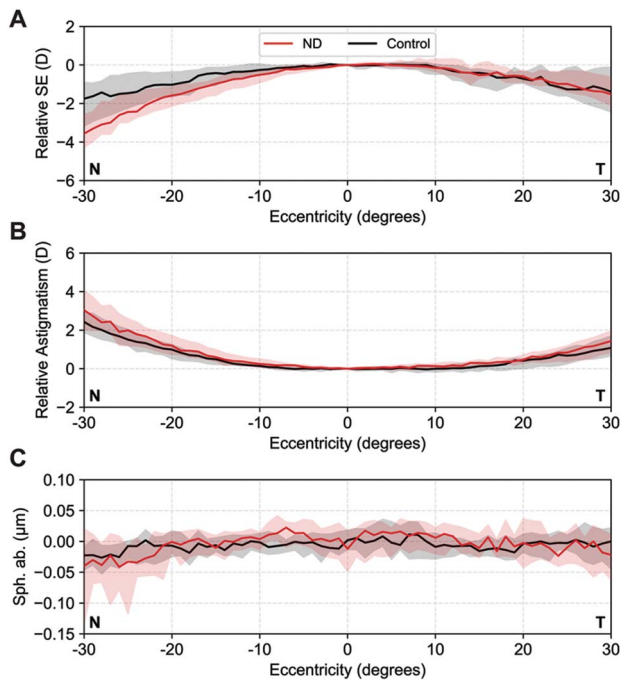 A
ND
Control
2
0
−2
−4
−6
Relative SE (D)
N
T
-30
-20
-10
0
10
20
30
Eccentricity (degrees)
B
6
4
2
0
−2
Relative Astigmatism (D)
N
T
-30
-20
-10
0
10
20
30
Eccentricity (degrees)
C
0.10
0.05
0.00
−0.05
−0.10
−0.15
Sph. ab. (μm)
N
T
-30
-20
-10
0
10
20
30
Eccentricity (degrees)